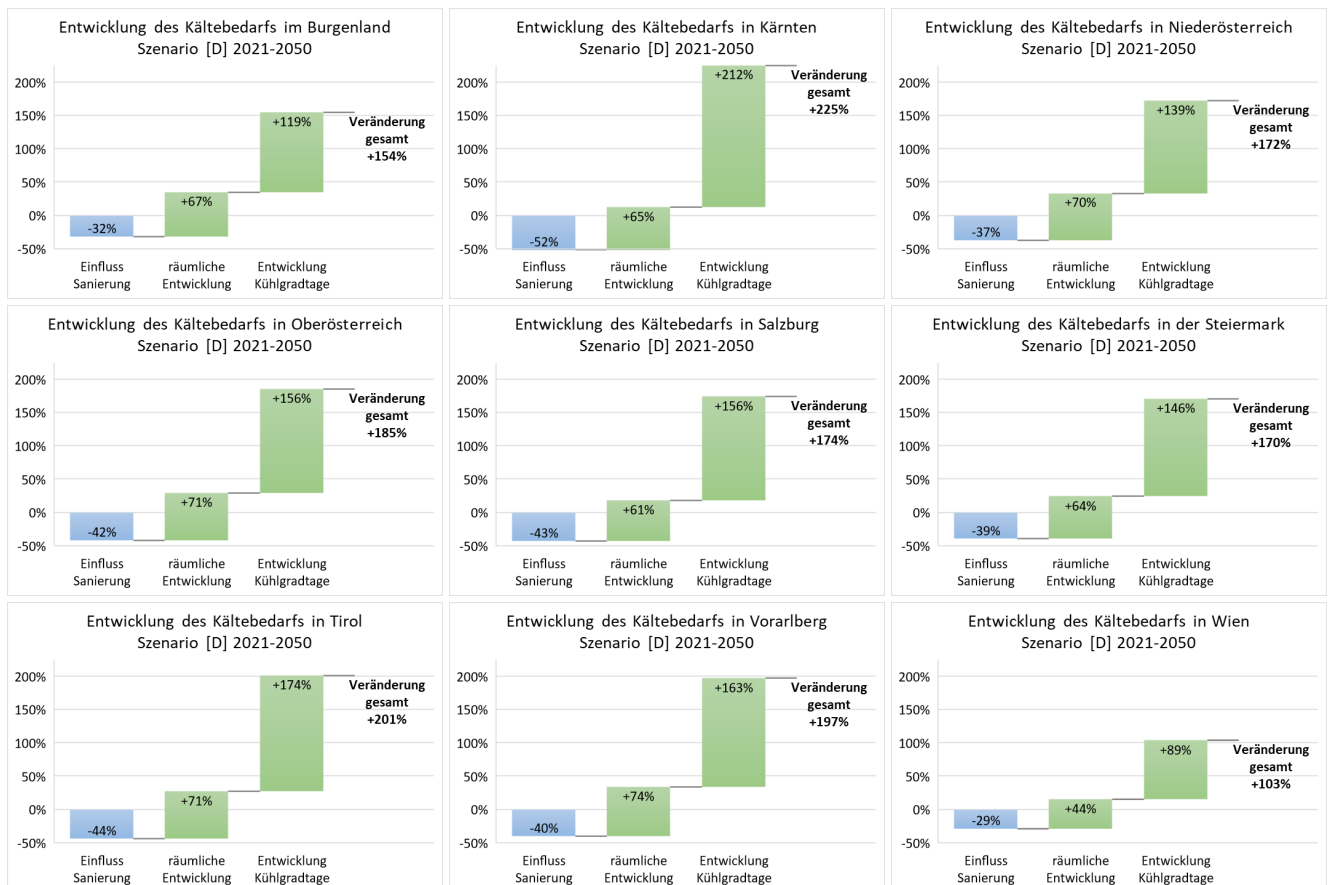 Entwicklung des Kältebedarfs im Burgenland
Szenario [D] 2021-2050
200%
150%
100%
50%
0%
-50%
-32%
+67%
+119%
Veränderung
gesamt
+154%
Einfluss
Sanierung
räumliche
Entwicklung
Entwicklung
Kühlgradtage
Entwicklung des Kältebedarfs in Kärnten
Szenario [D] 2021-2050
200%
150%
100%
50%
0%
-50%
-52%
+65%
+212%
Veränderung
gesamt
+225%
Einfluss
Sanierung
räumliche
Entwicklung
Entwicklung
Kühlgradtage
Entwicklung des Kältebedarfs in Niederösterreich
Szenario [D] 2021-2050
200%
150%
100%
50%
0%
-50%
-37%
+70%
+139%
Veränderung
gesamt
+172%
Einfluss
Sanierung
räumliche
Entwicklung
Entwicklung
Kühlgradtage
Entwicklung des Kältebedarfs in Oberösterreich
Szenario [D] 2021-2050
200%
150%
100%
50%
0%
-50%
-42%
+71%
+156%
Veränderung
gesamt
+185%
Einfluss
Sanierung
räumliche
Entwicklung
Entwicklung
Kühlgradtage
Entwicklung des Kältebedarfs in Salzburg
Szenario [D] 2021-2050
200%
150%
100%
50%
0%
-50%
-43%
+61%
+156%
Veränderung
gesamt
+174%
Einfluss
Sanierung
räumliche
Entwicklung
Entwicklung
Kühlgradtage
Entwicklung des Kältebedarfs in der Steiermark
Szenario [D] 2021-2050
200%
150%
100%
50%
0%
-50%
-39%
+64%
+146%
Veränderung
gesamt
+170%
Einfluss
Sanierung
räumliche
Entwicklung
Entwicklung
Kühlgradtage
Entwicklung des Kältebedarfs in Tirol
Szenario [D] 2021-2050
200%
150%
100%
50%
0%
-50%
-44%
+71%
+174%
Veränderung
gesamt
+201%
Einfluss
Sanierung
räumliche
Entwicklung
Entwicklung
Kühlgradtage
Entwicklung des Kältebedarfs in Vorarlberg
Szenario [D] 2021-2050
200%
150%
100%
50%
0%
-50%
-40%
+74%
+163%
Veränderung
gesamt
+197%
Einfluss
Sanierung
räumliche
Entwicklung
Entwicklung
Kühlgradtage
Entwicklung des Kältebedarfs in Wien
Szenario [D] 2021-2050
200%
150%
100%
50%
0%
-50%
-29%
+44%
+89%
Veränderung
gesamt
+103%
Einfluss
Sanierung
räumliche
Entwicklung
Entwicklung
Kühlgradtage